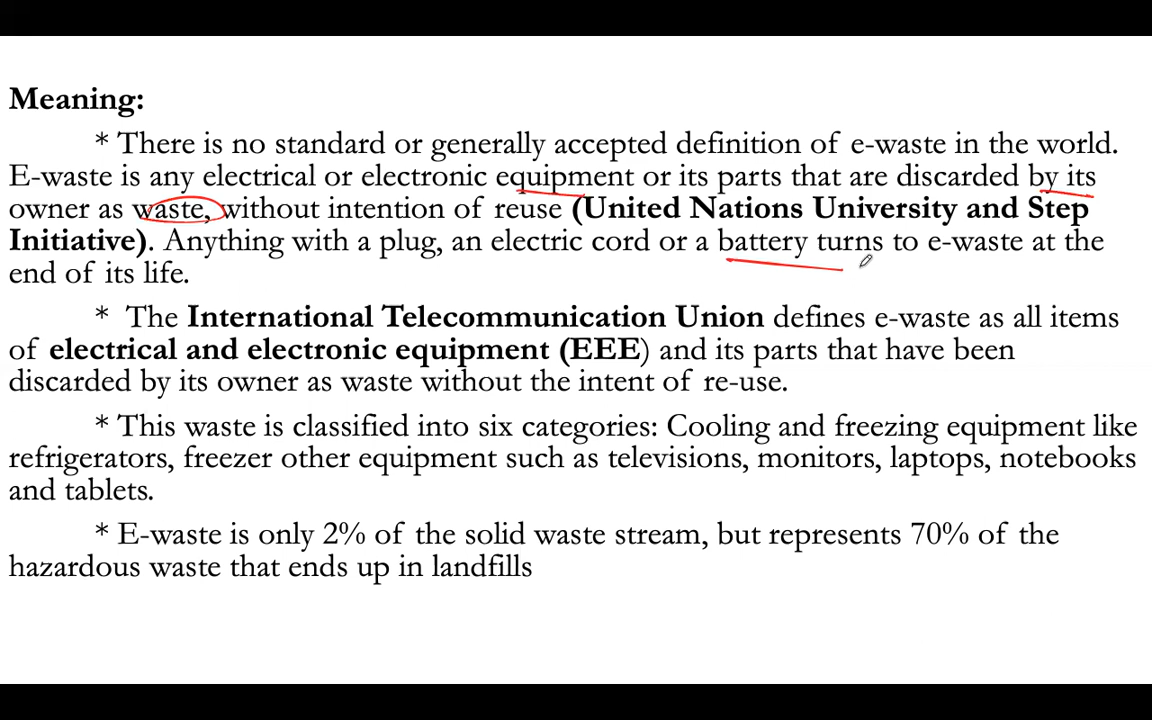 Meaning:
* There is no standard or generally accepted definition of e-waste in the world.
E-waste is any electrical or electronic equipment or its parts that are discarded by its
owner as waste, without intention of reuse (United Nations University and Step
Initiative). Anything with a plug, an electric cord or a battery turns to e-waste at the
end of its life.
* The International Telecommunication Union defines e-waste as all items
of electrical and electronic equipment (EEE) and its parts that have been
discarded by its owner as waste without the intent of re-use.
* This waste is classified into six categories: Cooling and freezing equipment like
refrigerators, freezer other equipment such as televisions, monitors, laptops, notebooks
and tablets.
* E-waste is only 2% of the solid waste stream, but represents 70% of the
hazardous waste that ends up in landfills